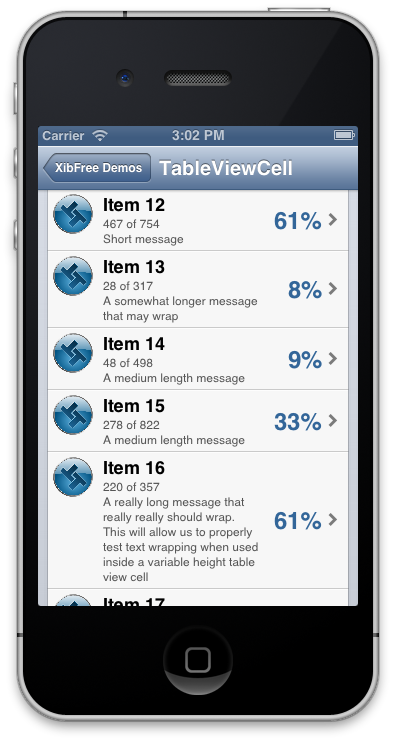 Carrier 3:02 PM
XibFree Demos TableViewCell
Item 12
467 of 754
Short message
61%
Item 13
28 of 317
A somewhat longer message
that may wrap
8%
Item 14
48 of 498
A medium length message
9%
Item 15
278 of 822
A medium length message
33%
Item 16
220 of 357
A really long message that
really really should wrap.
This will allow us to properly
test text wrapping when used
inside a variable height table
view cell
61%
Item 17